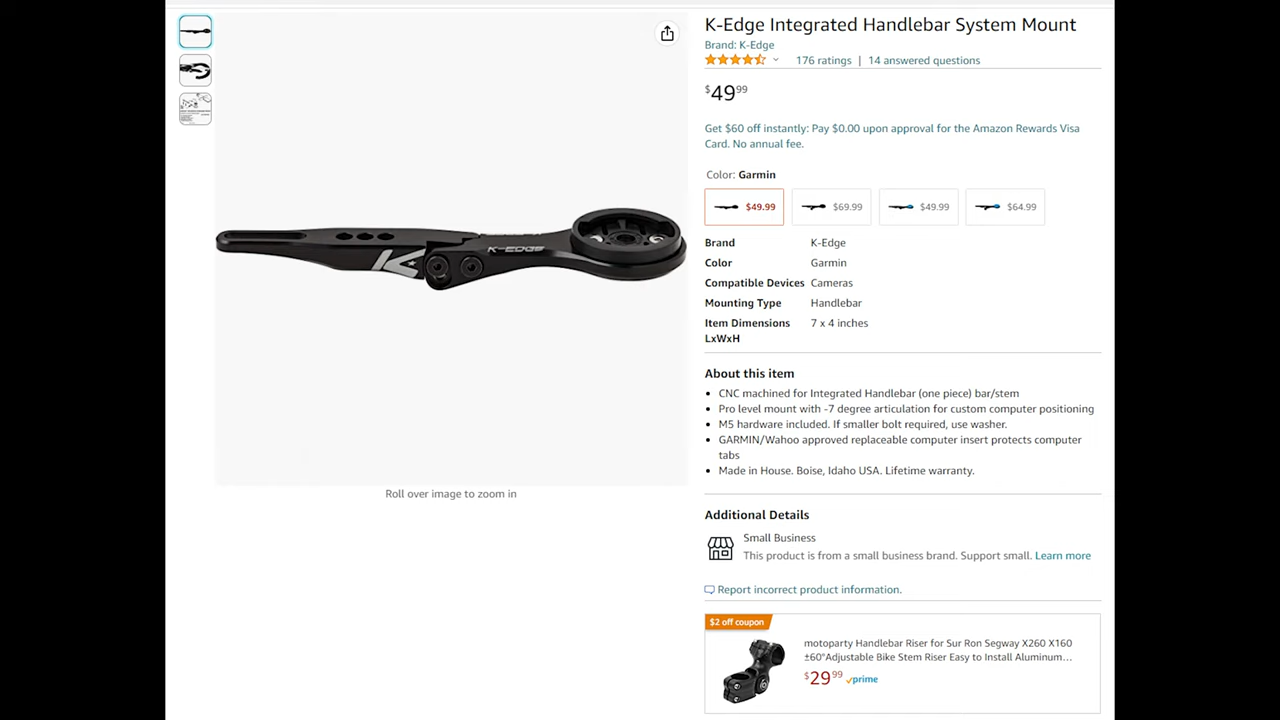 K-Edge Integrated Handlebar System Mount
Brand: K-Edge
176 ratings | 14 answered questions
$49 99
Get $60 off instantly: Pay $0.00 upon approval for the Amazon Rewards Visa
Card. No annual fee.
Color: Garmin
$49.99 $69.99 $49.99 $64.99
Brand K-Edge
Color Garmin
Compatible Devices Cameras
Mounting Type Handlebar
Item Dimensions 7 x 4 inches
LxWxH
K-EDGE
K
Roll over image to zoom in
About this item
• CNC machined for Integrated Handlebar (one piece) bar/stem
• Pro level mount with -7 degree articulation for custom computer positioning
• M5 hardware included. If smaller bolt required, use washer.
• GARMIN/Wahoo approved replaceable computer insert protects computer
tabs
• Made in House. Boise, Idaho USA. Lifetime warranty.
Additional Details
Small Business
This product is from a small business brand. Support small. Learn more
Report incorrect product information.
$2 off coupon
motoparty Handlebar Riser for Sur Ron Segway X260 X160
±60°Adjustable Bike Stem Riser Easy to Install Aluminum…
$29 99 prime